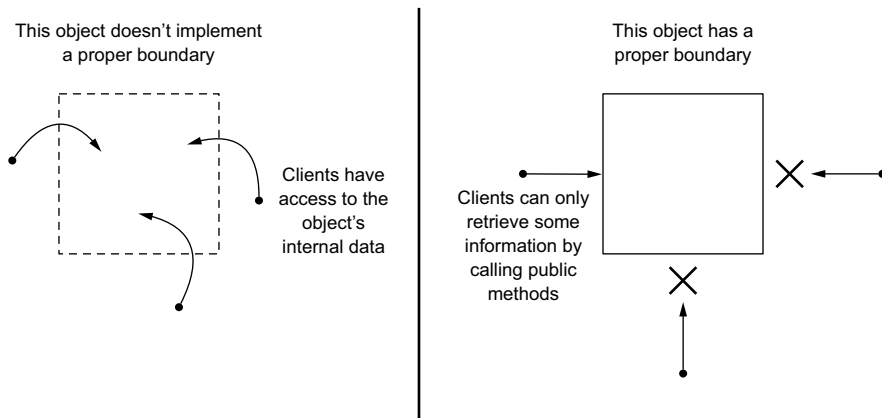 This object doesn't implement
a proper boundary
Clients have
access to the
object's
internal data
This object has a
proper boundary
Clients can only
retrieve some
information by
calling public
methods